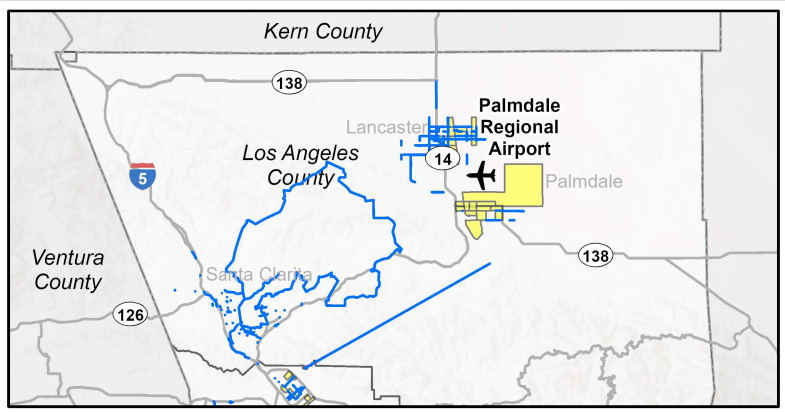 Kern County
138
Palmdale
Regional
Airport
Lancaster
14
Los Angeles
County
5
Palmdale
Ventura
County
138
Santa Clarita
126